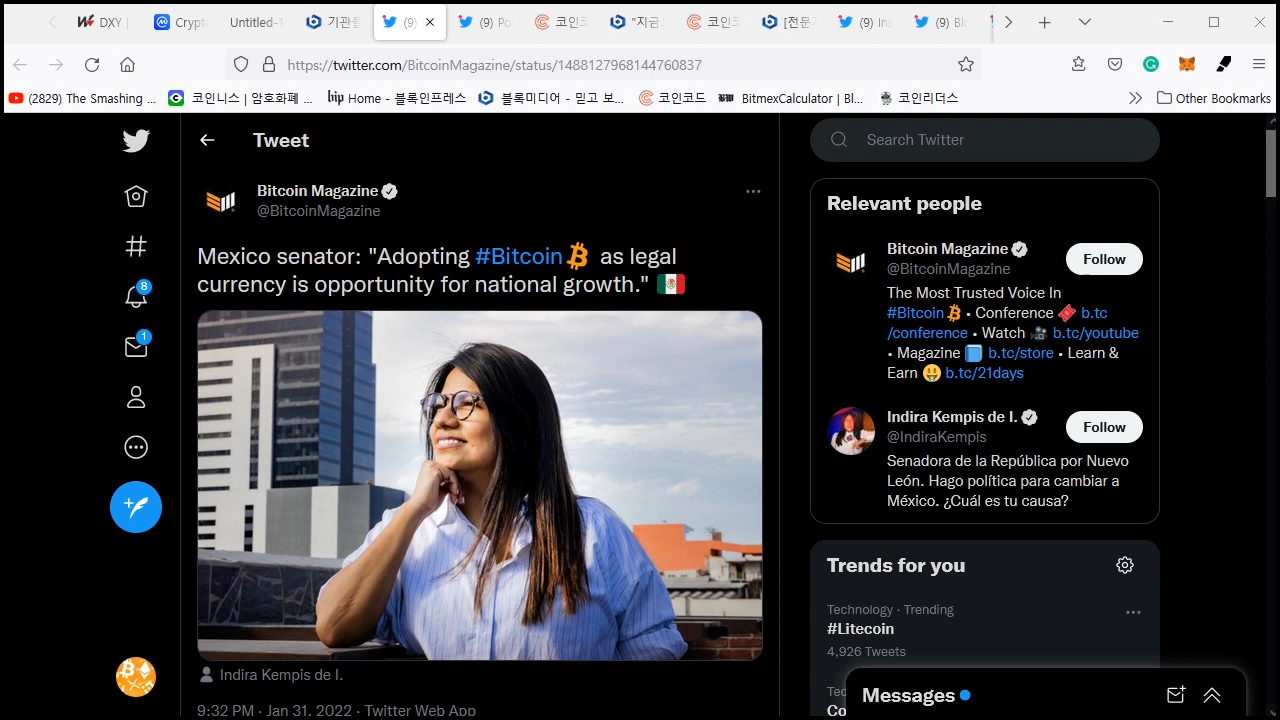 DXY
Crypt
Untitled-1
기관
(9)
(9) Po
코인
"지금
코인
[전문
(9) Ins
(9) Blo
https://twitter.com/BitcoinMagazine/status/1488127968144760837
(2829) The Smashing ...
코인니스 | 암호화폐 ...
bip Home - 블록인프레스
블록미디어 - 믿고 보...
코인코드
BitmexCalculator | Bl...
코인리더스
Other Bookmarks
Tweet
Search Twitter
Bitcoin Magazine
@BitcoinMagazine
Mexico senator: "Adopting #Bitcoin as legal
currency is opportunity for national growth." 🇲🇽
Indira Kempis de I.
9:32 PM · Jan 31, 2022 · Twitter Web App
8
1
Relevant people
Bitcoin Magazine
@BitcoinMagazine
Follow
The Most Trusted Voice In
#Bitcoin • Conference 🎟 b.tc
/conference • Watch 🎥 b.tc/youtube
• Magazine 📘 b.tc/store • Learn &
Earn 🤑 b.tc/21days
Indira Kempis de I.
@IndiraKempis
Follow
Senadora de la República por Nuevo
León. Hago política para cambiar a
México. ¿Cuál es tu causa?
Trends for you
Technology · Trending
#Litecoin
4,926 Tweets
Messages